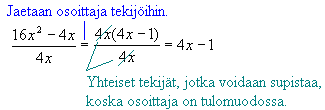 Jaetaan osoittaja tekijöihin.
(16x² − 4x)/(4x) = 4x(4x − 1)/(4x) = 4x − 1
Yhteiset tekijät, jotka voidaan supistaa,
koska osoittaja on tulomuodossa.